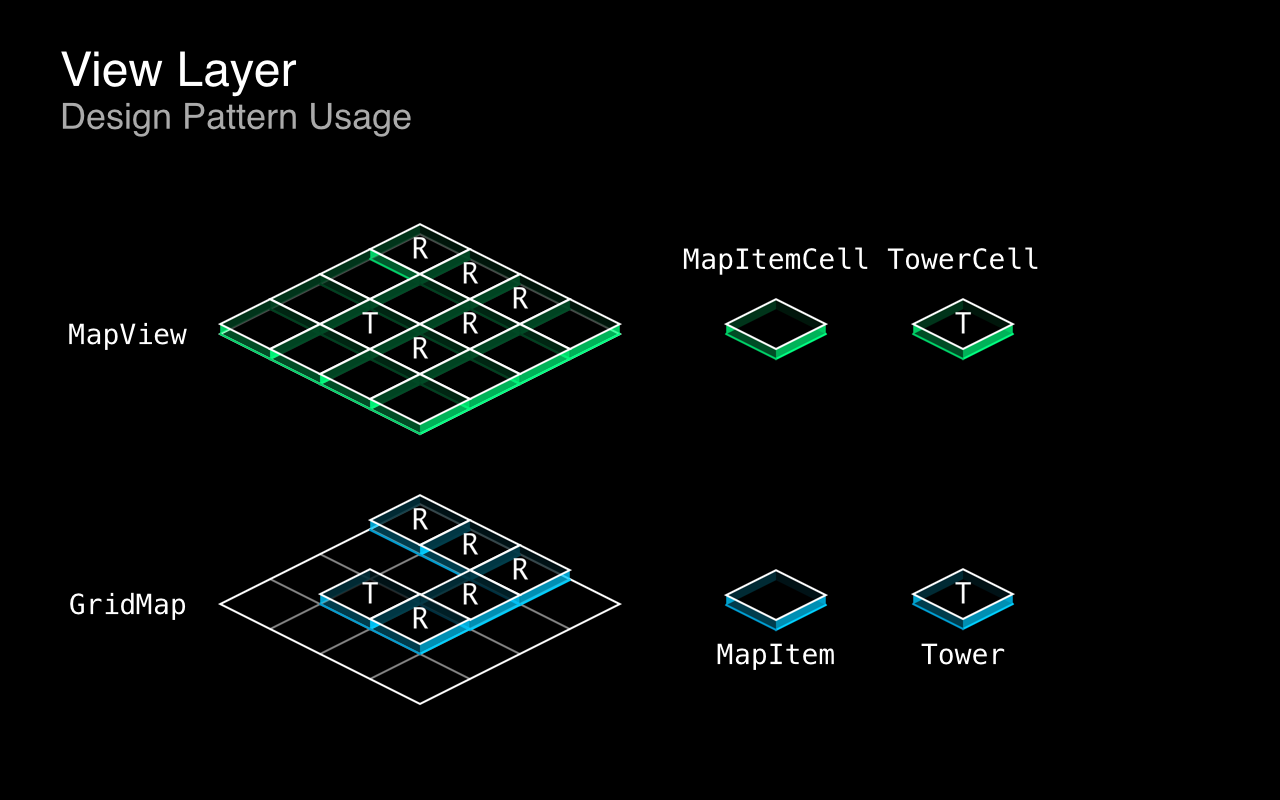 View Layer
Design Pattern Usage
MapItemCell TowerCell
R
R
R
T R
R
T
MapView
R
R
R
T R
R
T
GridMap
MapItem Tower